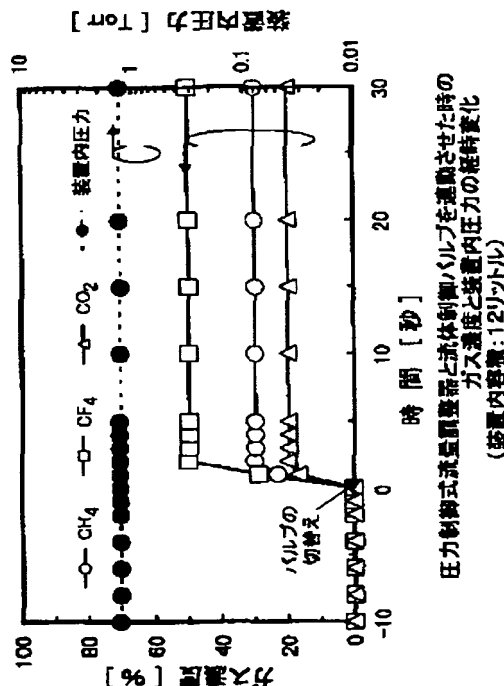 装置内圧力 [ Torr ]
10
1
0.1
0.01
CH4
CF4
CO2
装置内圧力
バルブの
切替え
100
80
60
40
20
0
ガス濃度 [ % ]
-10
0
10
20
30
時 間 [ 秒 ]
圧力制御式流量調整器と流体制御バルブを連動させた時の
ガス濃度と装置内圧力の経時変化
(装置内容積:12リットル)